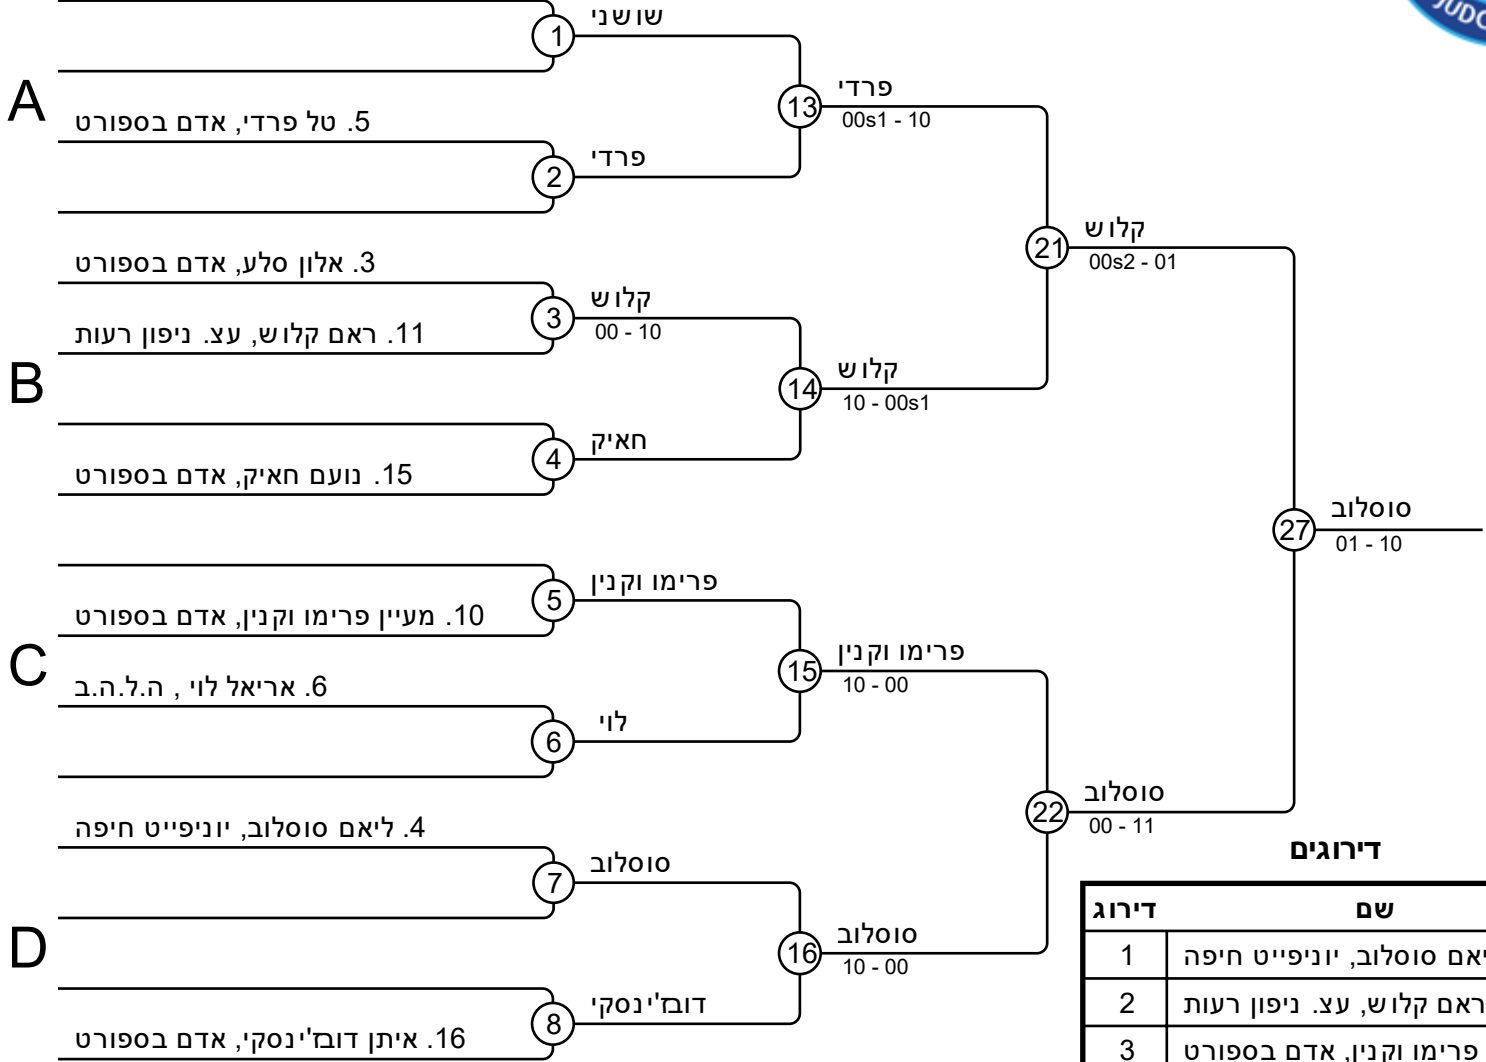 JUDO
1
שושני
A
13
פרדי
00s1 - 10
5. טל פרדי, אדם בספורט
2
פרדי
21
קלוש
00s2 - 01
3. אלון סלע, אדם בספורט
3
קלוש
00 - 10
11. ראם קלוש, עצ. ניפון רעות
B
14
קלוש
10 - 00s1
4
חאיק
15. נועם חאיק, אדם בספורט
27
סוסלוב
01 - 10
5
פרימו וקנין
10. מעיין פרימו וקנין, אדם בספורט
C
15
פרימו וקנין
10 - 00
6. אריאל לוי , ה.ל.ה.ב
6
לוי
22
סוסלוב
00 - 11
4. ליאם סוסלוב, יוניפייט חיפה
7
סוסלוב
D
16
סוסלוב
10 - 00
8
דובז'ינסקי
16. איתן דובז'ינסקי, אדם בספורט
דירוגים
דירוג שם
1 סוסלוב, יוניפייט חיפה
2 ראם קלוש, עצ. ניפון רעות
3 פרימו וקנין, אדם בספורט